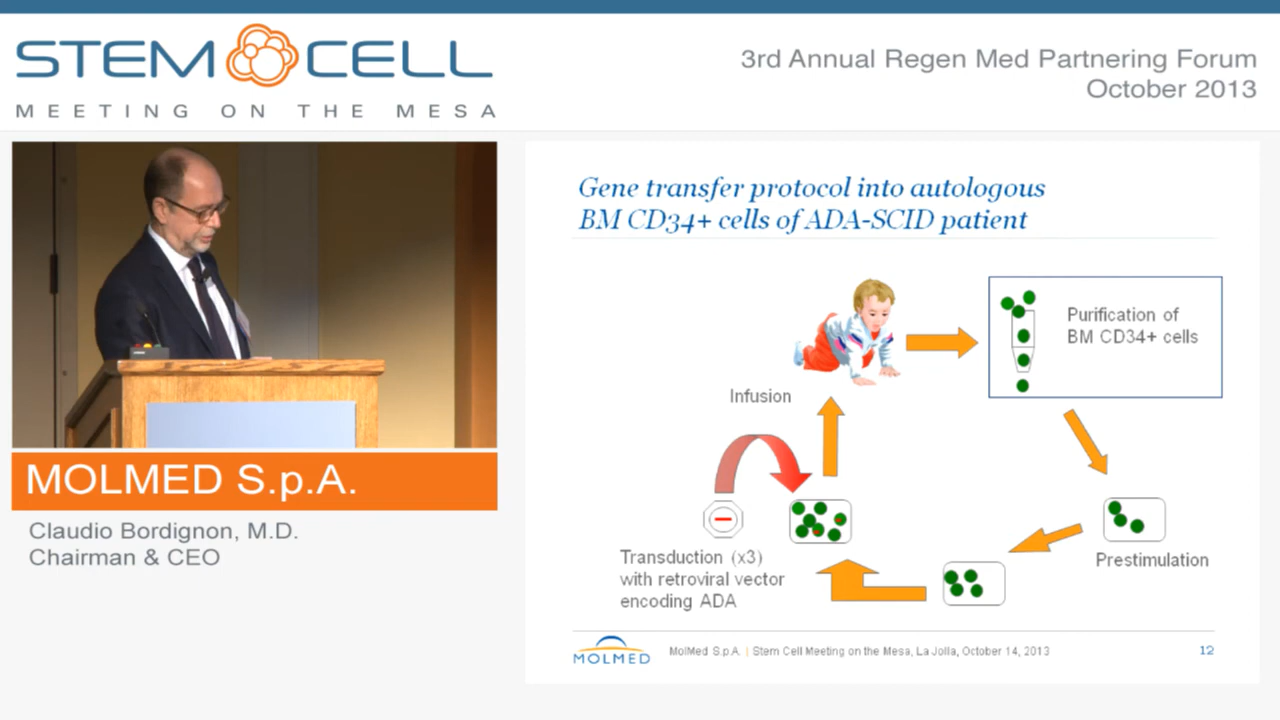 STEM CELL
MEETING ON THE MESA
3rd Annual Regen Med Partnering Forum
October 2013
Gene transfer protocol into autologous
BM CD34+ cells of ADA-SCID patient
Purification of
BM CD34+ cells
Infusion
Prestimulation
Transduction (x3)
with retroviral vector
encoding ADA
MOLMED
MolMed S.p.A. | Stem Cell Meeting on the Mesa, La Jolla, October 14, 2013
12
MOLMED S.p.A.
Claudio Bordignon, M.D.
Chairman & CEO